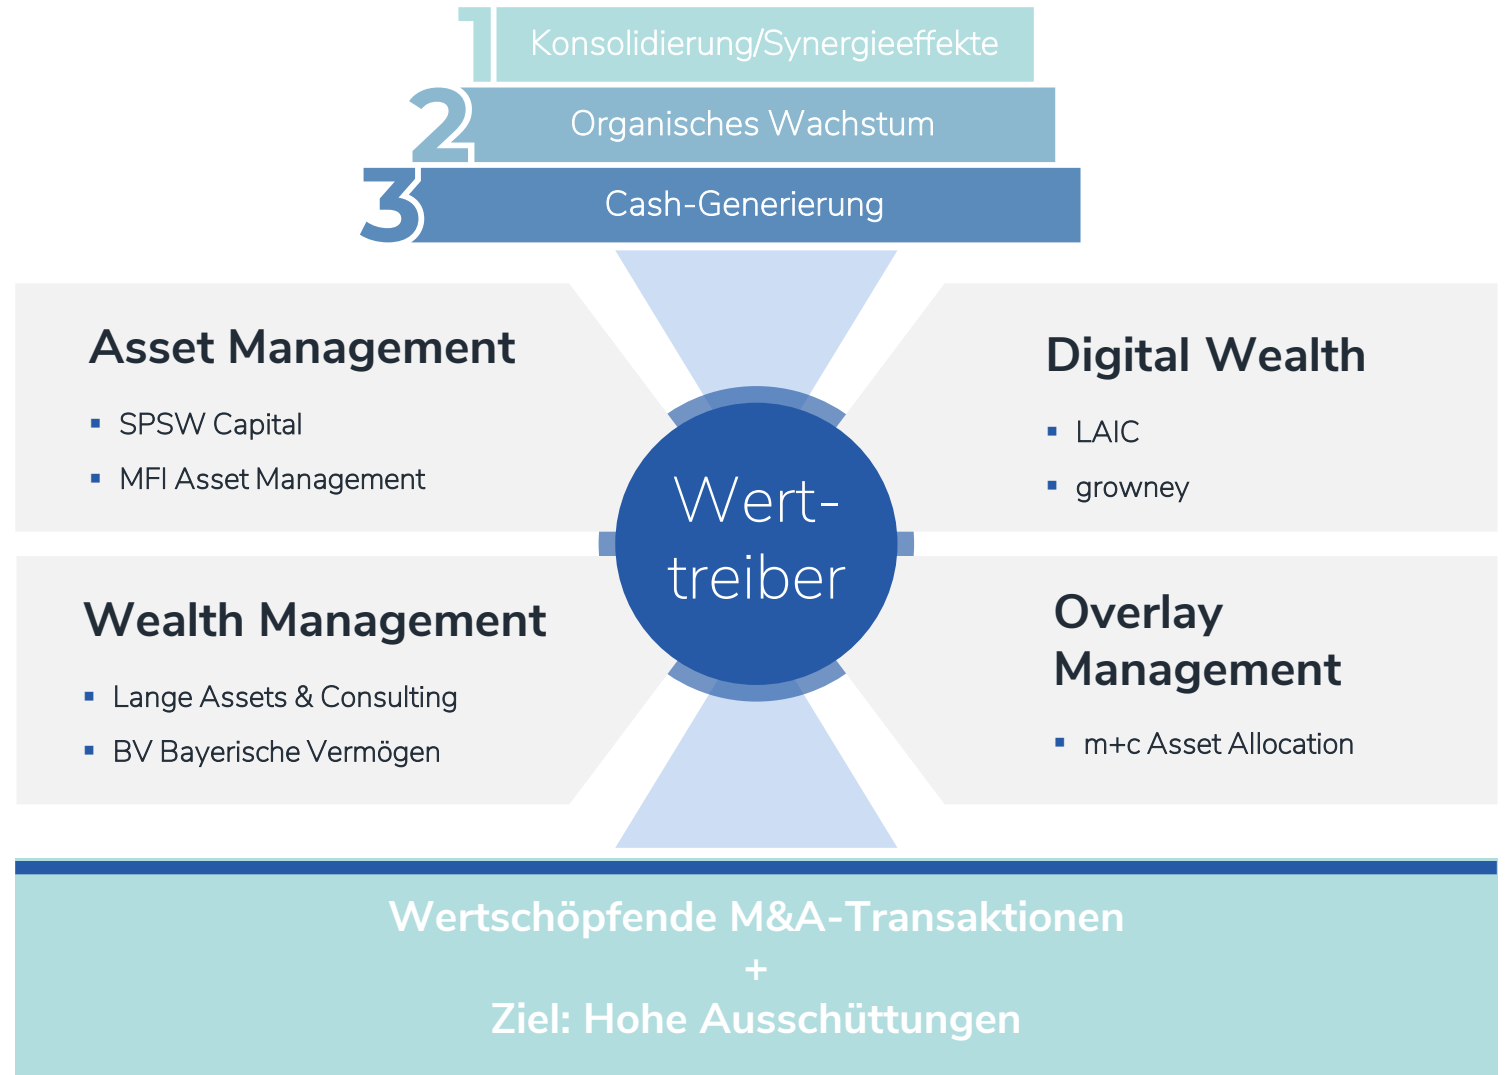 1 Konsolidierung/Synergieeffekte
2 Organisches Wachstum
3 Cash-Generierung
Asset Management
▪ SPSW Capital
▪ MFI Asset Management
Digital Wealth
▪ LAIC
▪ growney
Wert-
treiber
Wealth Management
▪ Lange Assets & Consulting
▪ BV Bayerische Vermögen
Overlay
Management
▪ m+c Asset Allocation
Wertschöpfende M&A-Transaktionen
+
Ziel: Hohe Ausschüttungen